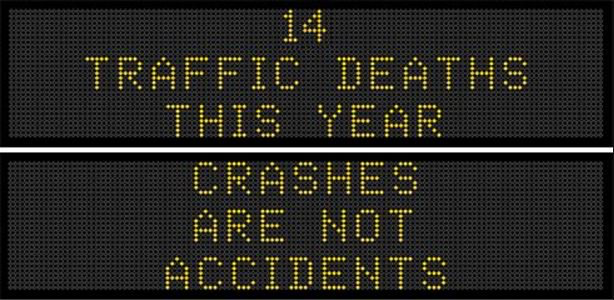 14
TRAFFIC DEATHS
THIS YEAR
CRASHES
ARE NOT
ACCIDENTS